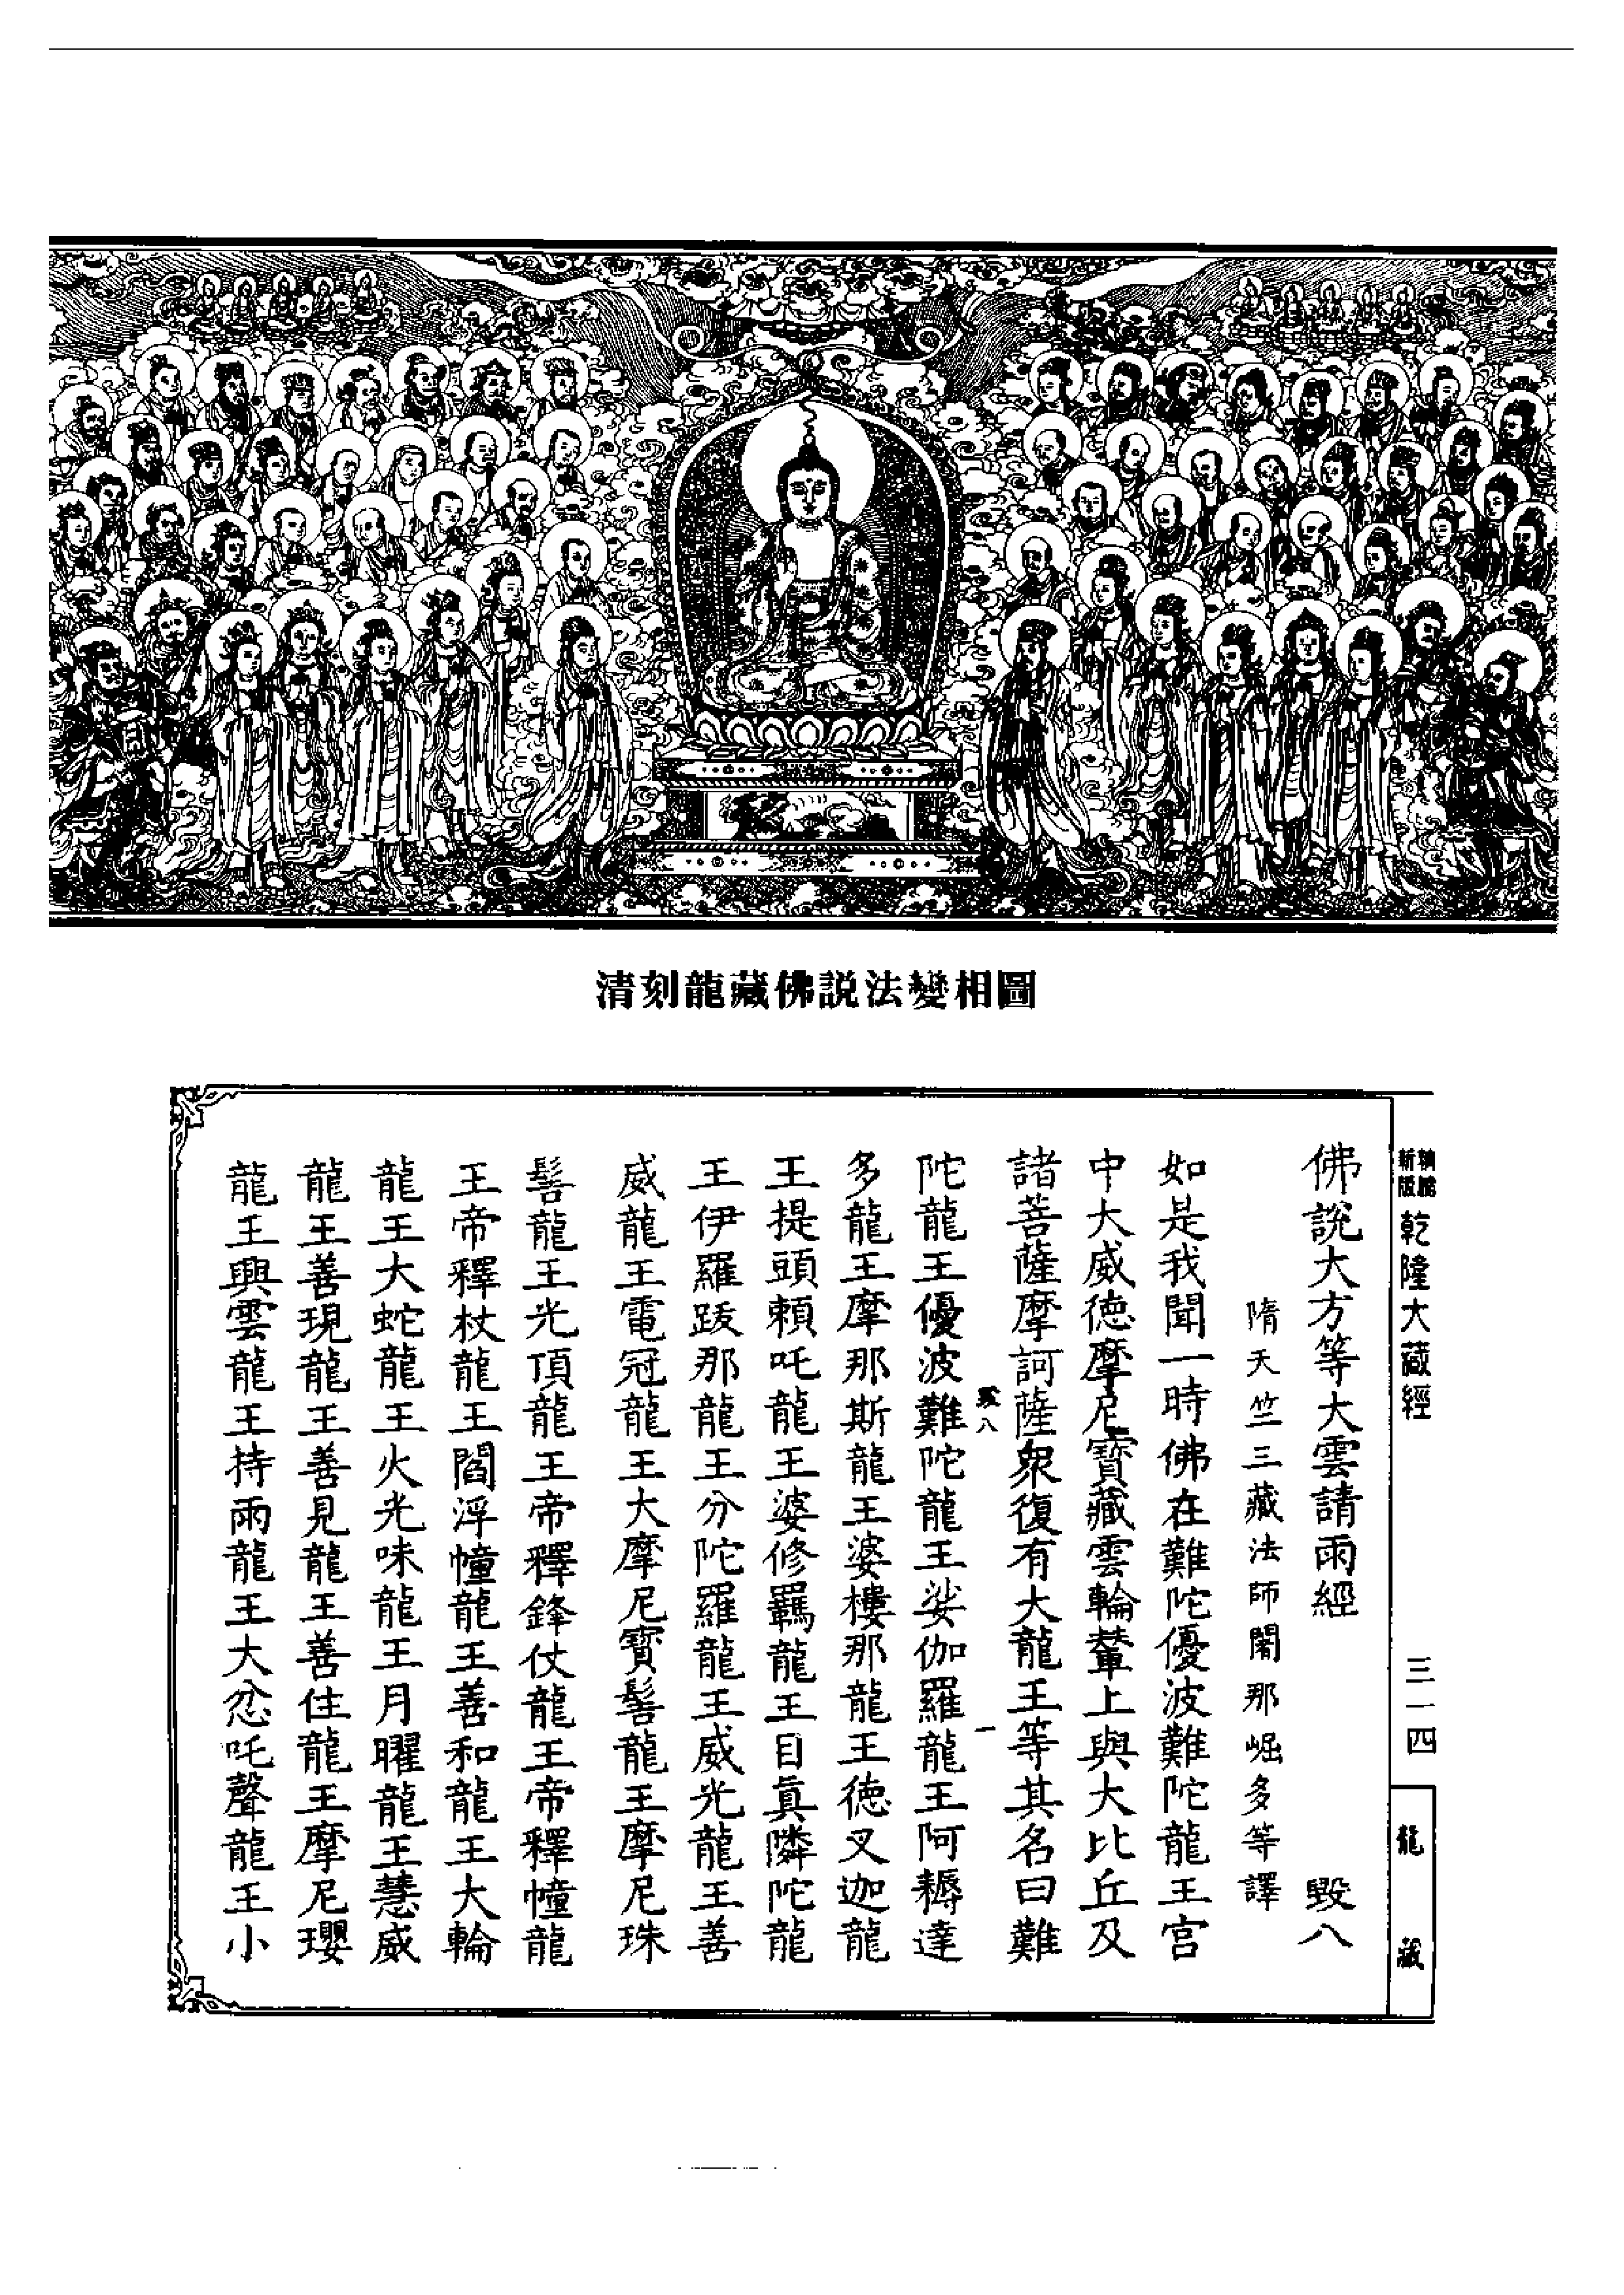 清刻龍藏佛説法變相圖
新版
乾隆大藏經
三一四
龍藏
佛說大方等大雲請雨經 毀八
隋天竺三藏法師闍那崛多等譯
如是我聞一時佛在難陀優波難陀龍王宮
中大威德摩尼寶藏雲輪輦上與大比丘及
諸菩薩摩訶薩衆復有大龍王等其名曰難
毀八 一
陀龍王優波難陀龍王娑伽羅龍王阿耨達
多龍王摩那斯龍王婆樓那龍王德叉迦龍
王提頭賴吒龍王婆修羈龍王目真隣陀龍
王伊羅跋那龍王分陀羅龍王威光龍王善
威龍王電冠龍王大摩尼寶髻龍王摩尼珠
髻龍王光頂龍王帝釋鋒仗龍王帝釋幢龍
王帝釋杖龍王閻浮幢龍王善和龍王大輪
龍王大蛇龍王火光味龍王月曜龍王慧威
龍王善現龍王善見龍王善住龍王摩尼瓔
龍王興雲龍王持雨龍王大忿吒聲龍王小